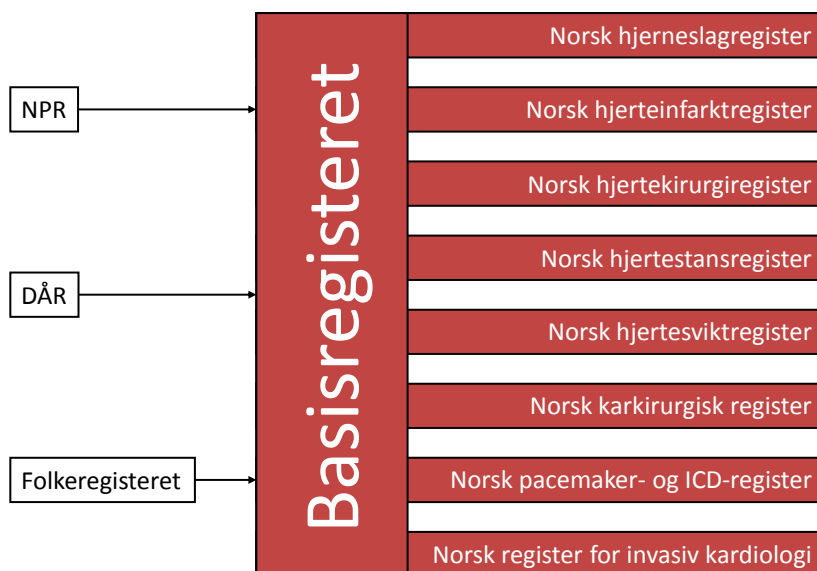 NPR
DÅR
Folkeregisteret
Basisregisteret
Norsk hjerneslagregister
Norsk hjerteinfarktregister
Norsk hjertekirurgiregister
Norsk hjertestansregister
Norsk hjertesviktregister
Norsk karkirurgisk register
Norsk pacemaker- og ICD-register
Norsk register for invasiv kardiologi